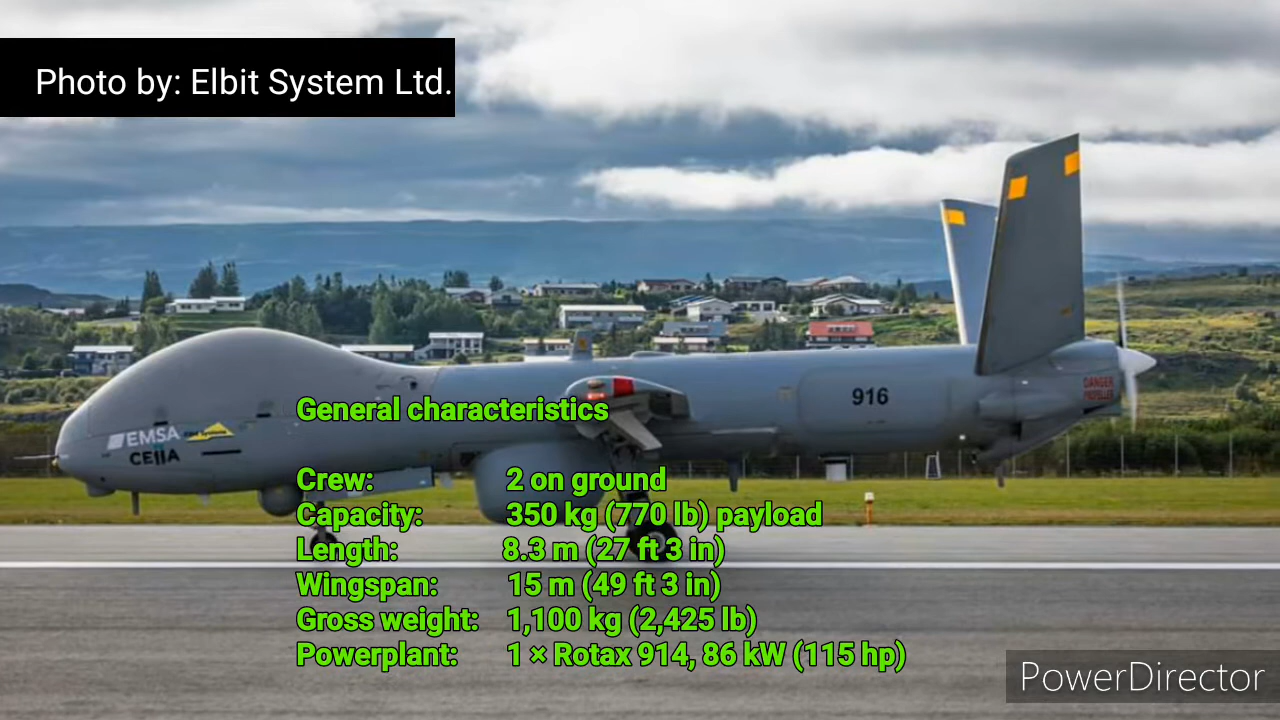 Photo by: Elbit System Ltd.
916
DANGER
PROPELLER
General characteristics
EMSA
CEiiA
Crew: 2 on ground
Capacity: 350 kg (770 lb) payload
Length: 8.3 m (27 ft 3 in)
Wingspan: 15 m (49 ft 3 in)
Gross weight: 1,100 kg (2,425 lb)
Powerplant: 1 × Rotax 914, 86 kW (115 hp)
PowerDirector